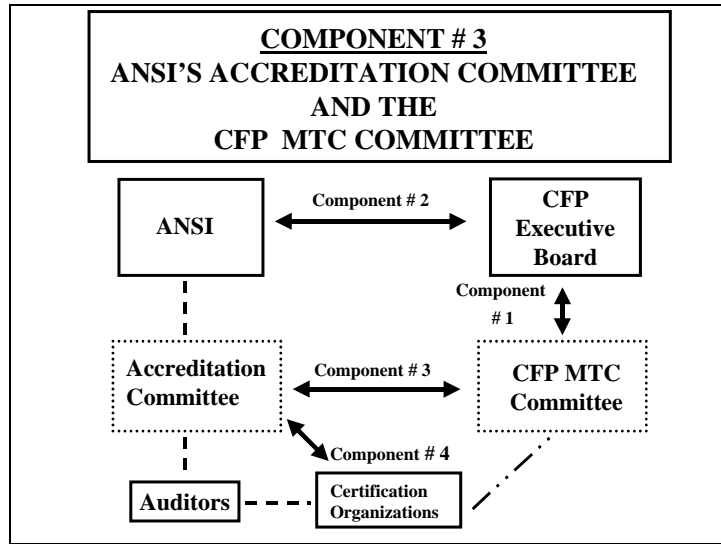 COMPONENT # 3
ANSI'S ACCREDITATION COMMITTEE
AND THE
CFP MTC COMMITTEE
ANSI
Component # 2
CFP
Executive
Board
Component
# 1
Accreditation
Committee
Component # 3
CFP MTC
Committee
Component # 4
Auditors
Certification
Organizations